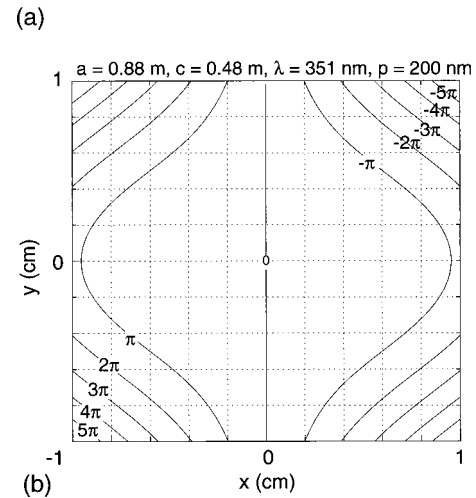 (a)
a = 0.88 m, c = 0.48 m, λ = 351 nm, p = 200 nm
1
-5π
-4π
-3π
-2π
-π
y (cm)
0
0
π
2π
3π
4π
5π
-1
0
1
(b)
x (cm)